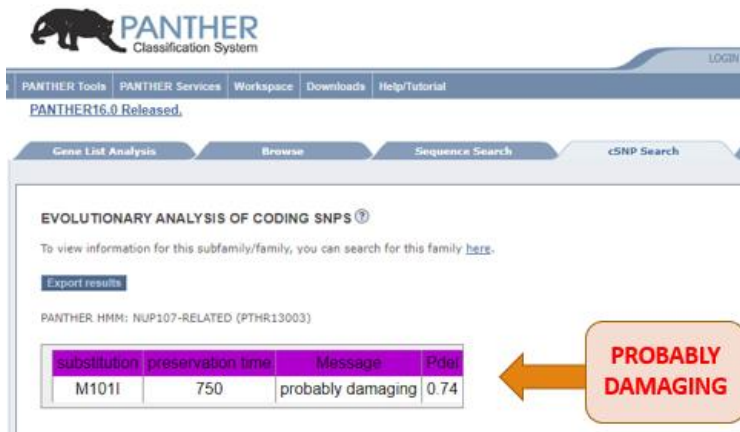 PANTHER
Classification System
LOGIN
PANTHER Tools PANTHER Services Workspace Downloads Help/Tutorial
PANTHER16.0 Released.
Gene List Analysis Browse Sequence Search cSNP Search
EVOLUTIONARY ANALYSIS OF CODING SNPS
To view information for this subfamily/family, you can search for this family here.
Export results
PANTHER HMM: NUP107-RELATED (PTHR13003)
substitution preservation time Message Pdel
M101I 750 probably damaging 0.74
PROBABLY
DAMAGING